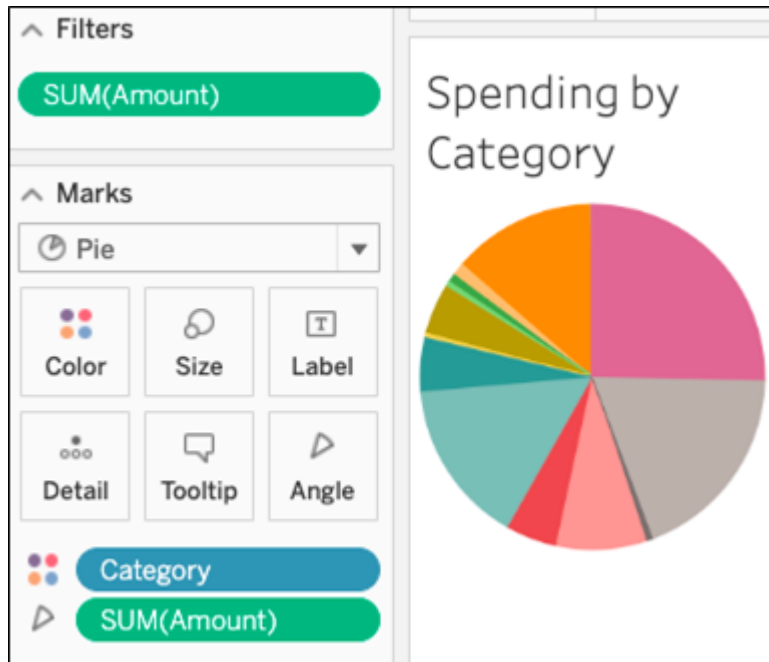 Filters
SUM(Amount)
Marks
Pie
Color
Size
T
Label
Detail
Tooltip
Angle
Category
SUM(Amount)
Spending by
Category